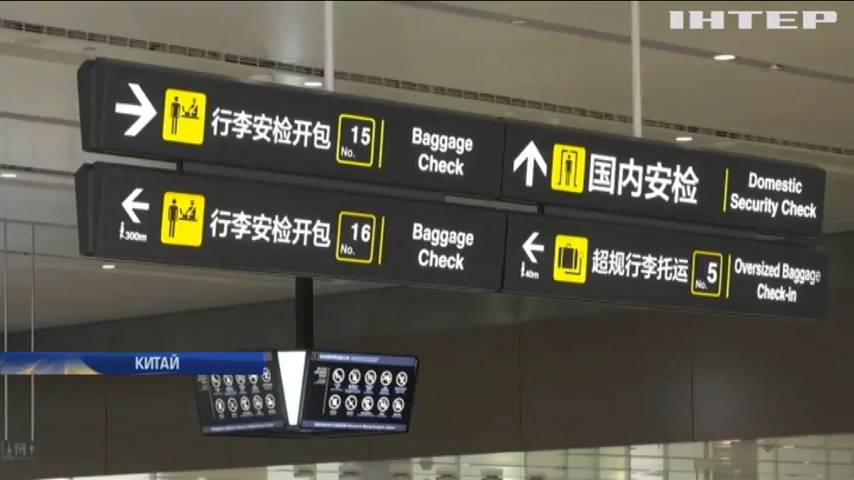 ІНТЕР
行李安检开包 15 No. Baggage Check
国内安检 Domestic Security Check
300m 行李安检开包 16 No. Baggage Check
40m 超规行李托运 5 No. Oversized Baggage Check-in
КИТАЙ